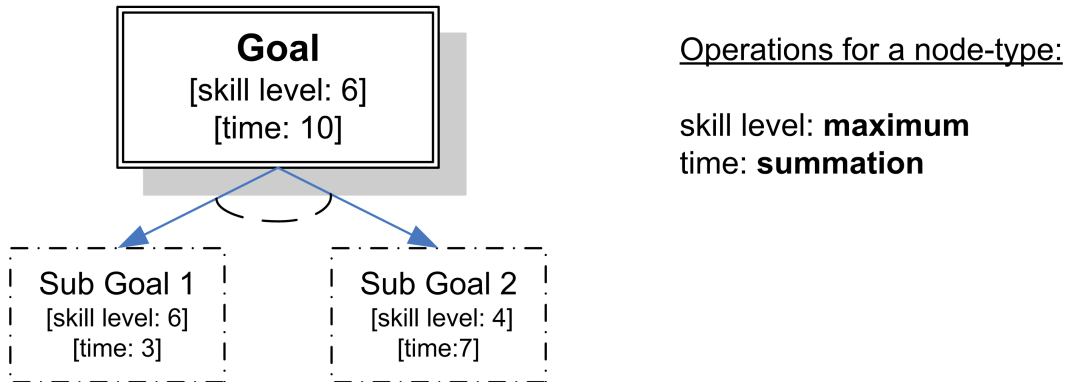 Goal
[skill level: 6]
[time: 10]
Operations for a node-type:
skill level: maximum
time: summation
Sub Goal 1
[skill level: 6]
[time: 3]
Sub Goal 2
[skill level: 4]
[time:7]